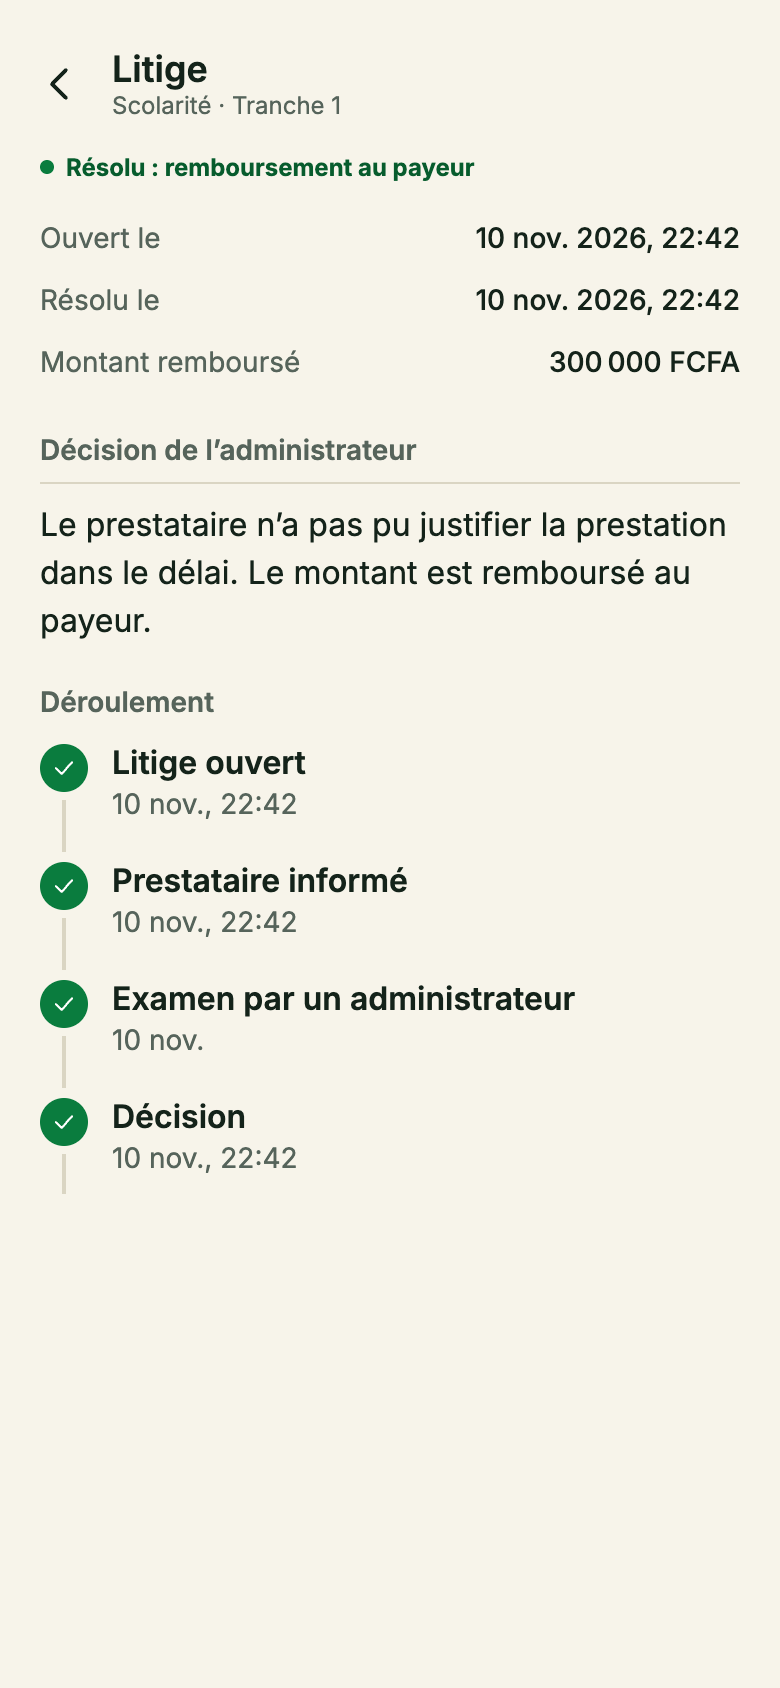 Litige
Scolarité · Tranche 1
Résolu : remboursement au payeur
Ouvert le 10 nov. 2026, 22:42
Résolu le 10 nov. 2026, 22:42
Montant remboursé 300 000 FCFA
Décision de l’administrateur
Le prestataire n’a pas pu justifier la prestation
dans le délai. Le montant est remboursé au
payeur.
Déroulement
Litige ouvert
10 nov., 22:42
Prestataire informé
10 nov., 22:42
Examen par un administrateur
10 nov.
Décision
10 nov., 22:42